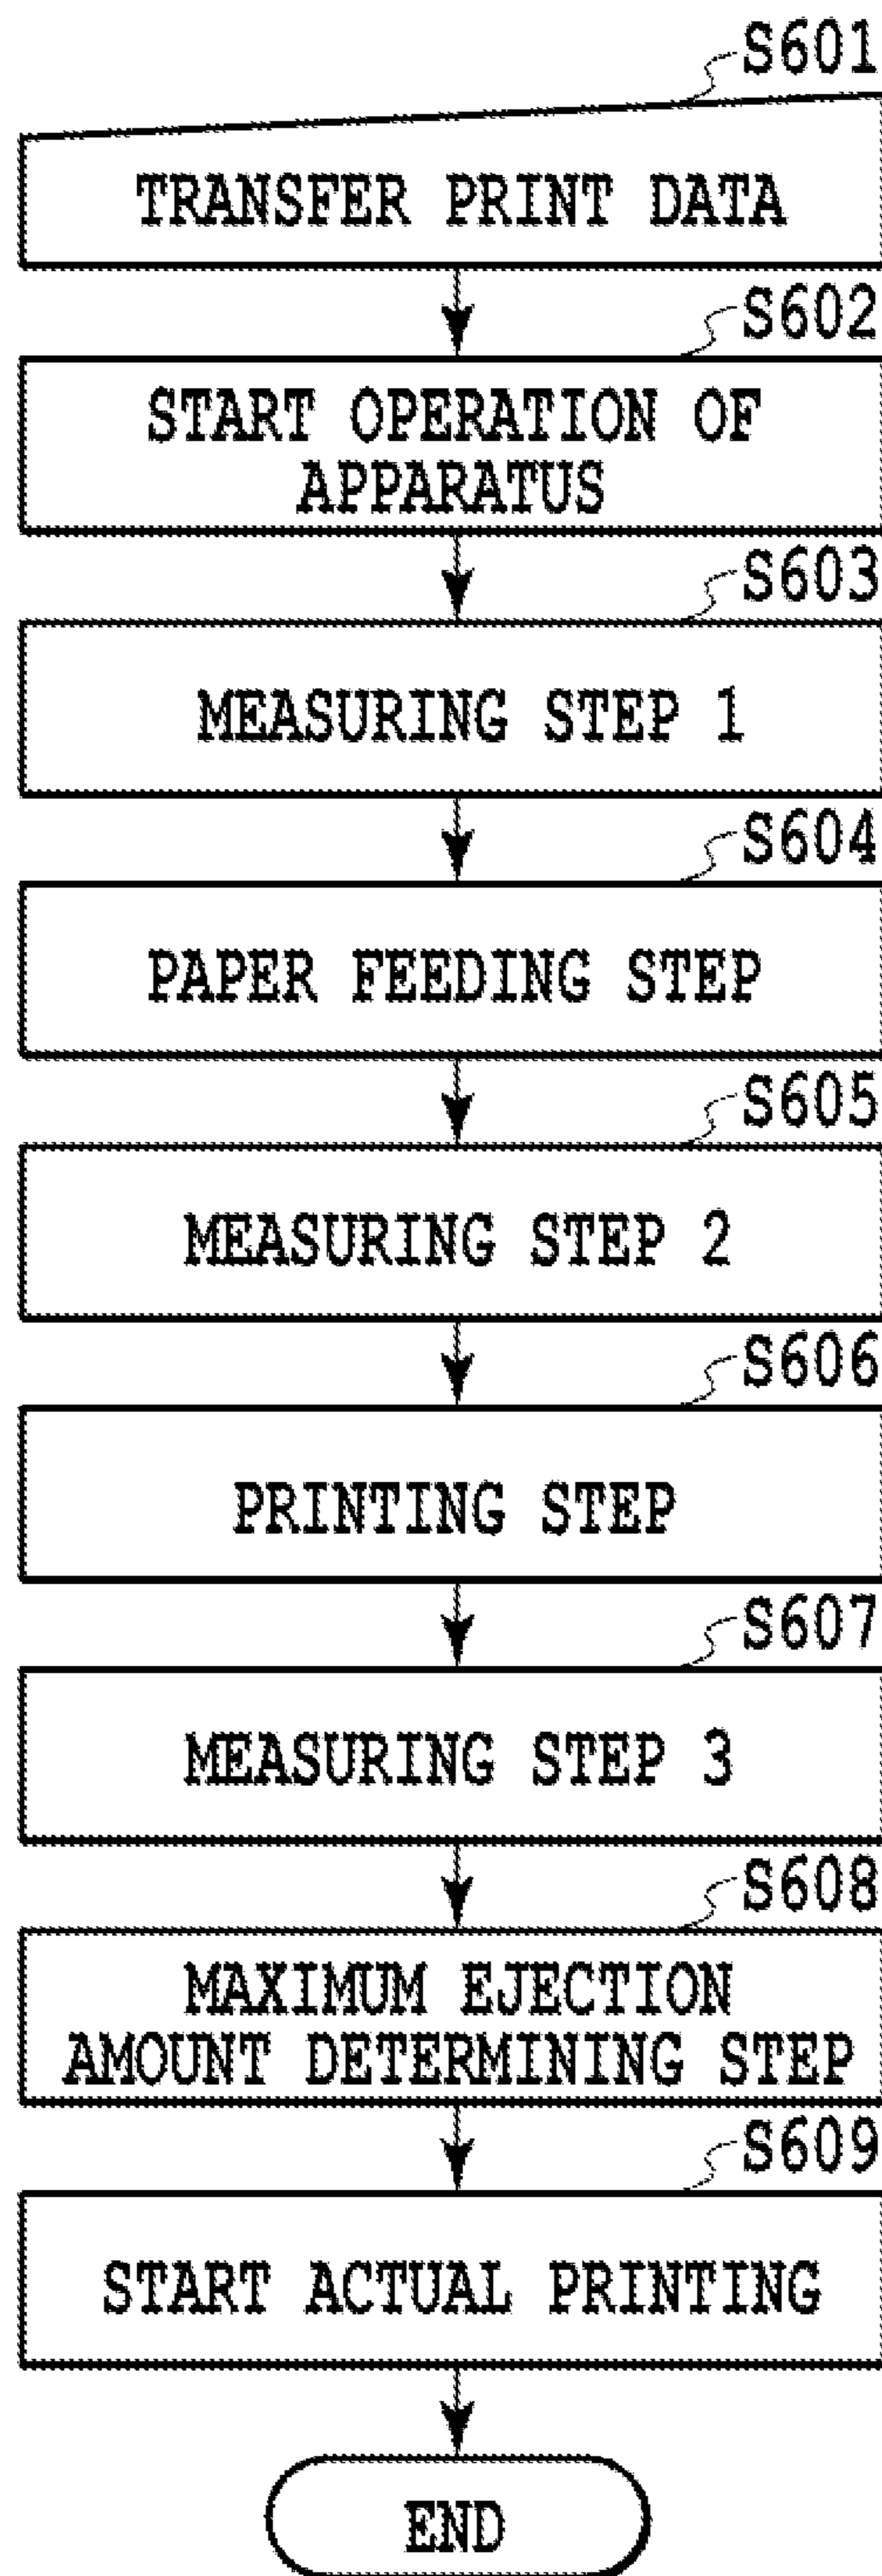 S601
TRANSFER PRINT DATA
S602
START OPERATION OF
APPARATUS
S603
MEASURING STEP 1
S604
PAPER FEEDING STEP
S605
MEASURING STEP 2
S606
PRINTING STEP
S607
MEASURING STEP 3
S608
MAXIMUM EJECTION
AMOUNT DETERMINING STEP
S609
START ACTUAL PRINTING
END